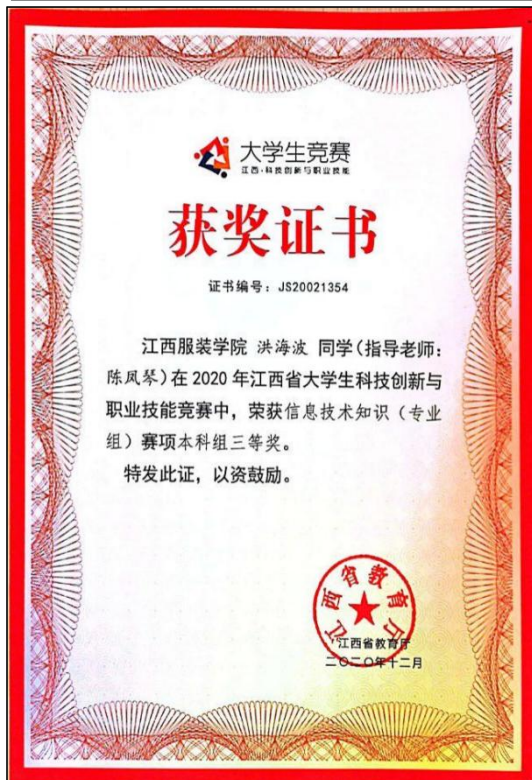 大学生竞赛
江西·科技创新与职业技能
获奖证书
证书编号：JS20021354
江西服装学院 洪海波 同学（指导老师：
陈凤琴）在 2020 年江西省大学生科技创新与
职业技能竞赛中，荣获信息技术知识（专业
组）赛项本科组三等奖。
特发此证，以资鼓励。
江西省教育厅
江西省教育厅
二〇二〇年十二月